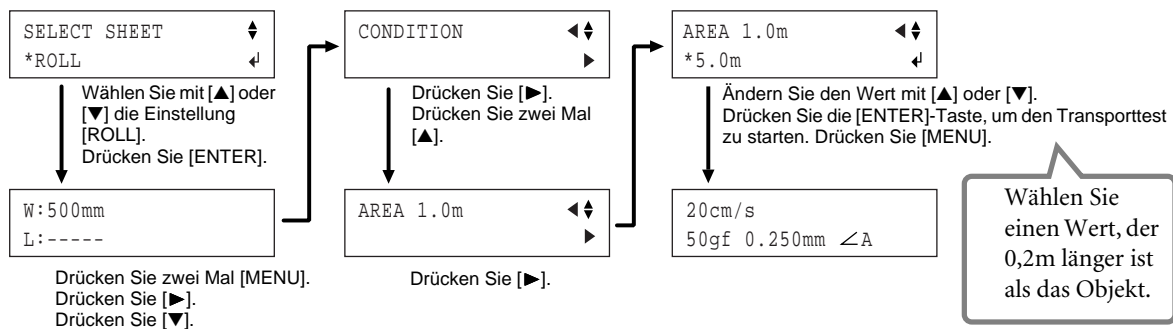 SELECT SHEET
*ROLL
Wählen Sie mit [▲] oder
[▼] die Einstellung
[ROLL].
Drücken Sie [ENTER].
W:500mm
L:-----
Drücken Sie zwei Mal [MENU].
Drücken Sie [►].
Drücken Sie [▼].
CONDITION
Drücken Sie [►].
Drücken Sie zwei Mal
[▲].
AREA 1.0m
Drücken Sie [►].
AREA 1.0m
*5.0m
Ändern Sie den Wert mit [▲] oder [▼].
Drücken Sie die [ENTER]-Taste, um den Transporttest
zu starten. Drücken Sie [MENU].
20cm/s
50gf 0.250mm ∠A
Wählen Sie
einen Wert, der
0,2m länger ist
als das Objekt.